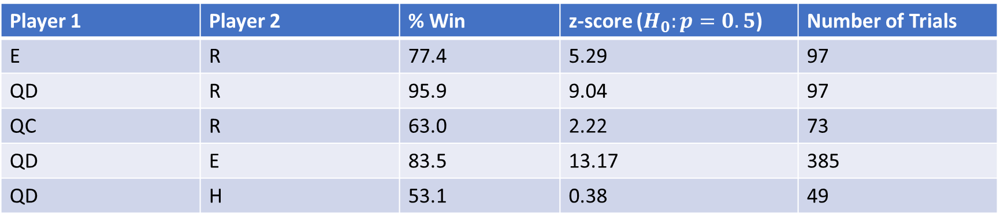 Player 1 Player 2 % Win z-score (H₀: p = 0.5) Number of Trials
E R 77.4 5.29 97
QD R 95.9 9.04 97
QC R 63.0 2.22 73
QD E 83.5 13.17 385
QD H 53.1 0.38 49